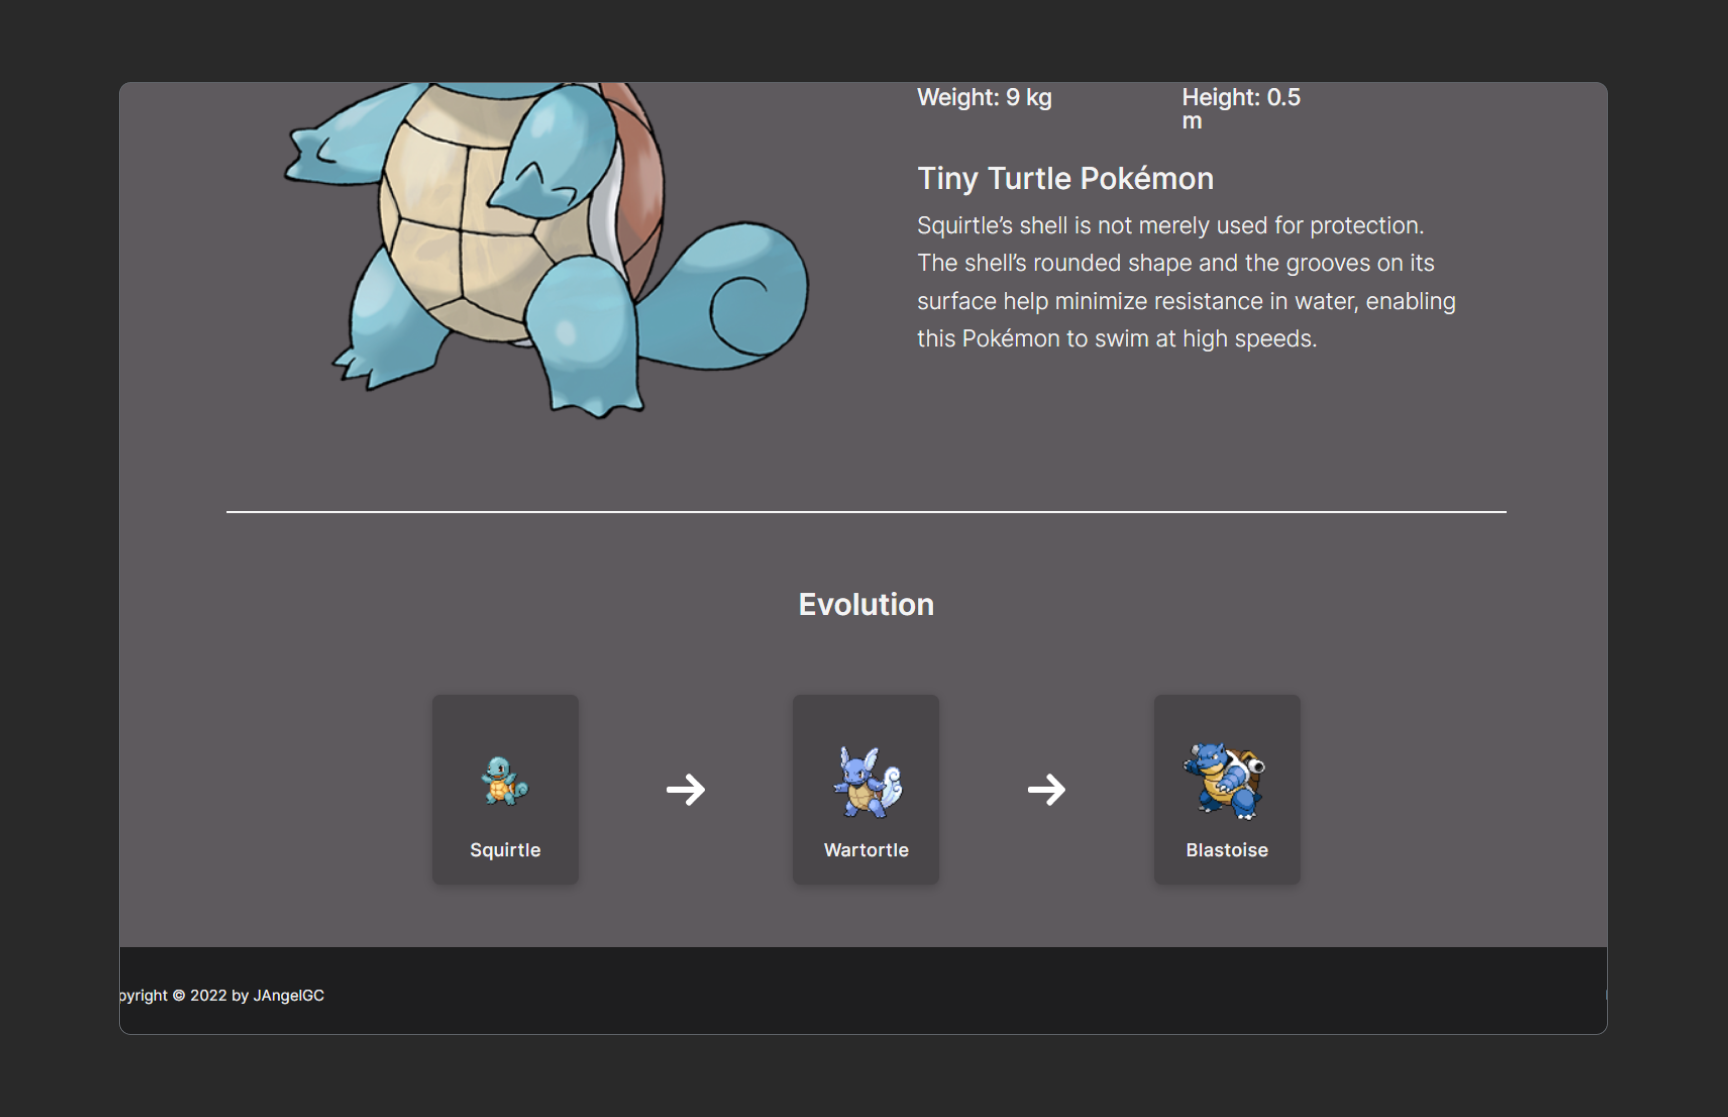 Weight: 9 kg
Height: 0.5
m
Tiny Turtle Pokémon
Squirtle’s shell is not merely used for protection.
The shell’s rounded shape and the grooves on its
surface help minimize resistance in water, enabling
this Pokémon to swim at high speeds.
Evolution
Squirtle
Wartortle
Blastoise
pyright © 2022 by JAngelGC